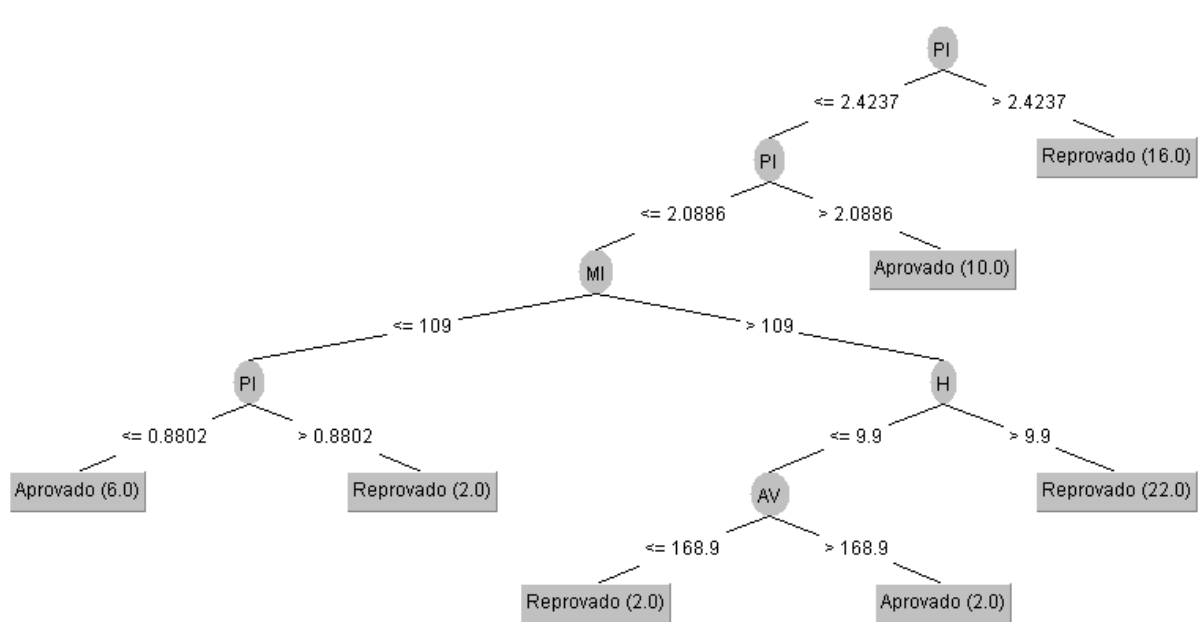 PI
<= 2.4237 > 2.4237
PI Reprovado (16.0)
<= 2.0886 > 2.0886
MI Aprovado (10.0)
<= 109 > 109
PI H
<= 0.8802 > 0.8802 <= 9.9 > 9.9
Aprovado (6.0) Reprovado (2.0) AV Reprovado (22.0)
<= 168.9 > 168.9
Reprovado (2.0) Aprovado (2.0)